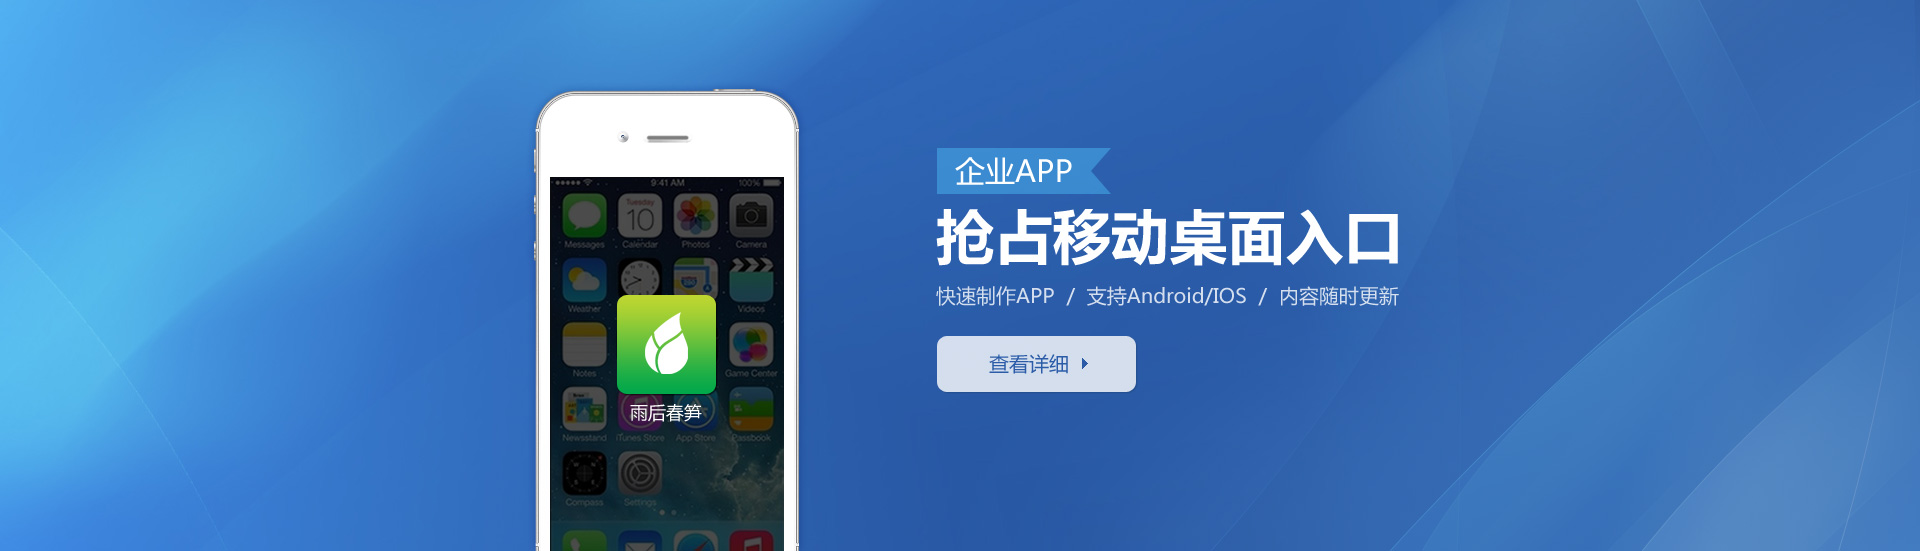 9:41 AM 100%
Tuesday
10
Messages Calendar Photos Camera
Weather Videos
Notes Game Center
雨后春笋
Newsstand iTunes Store App Store Passbook
Compass Settings
企业APP
抢占移动桌面入口
快速制作APP / 支持Android/IOS / 内容随时更新
查看详细